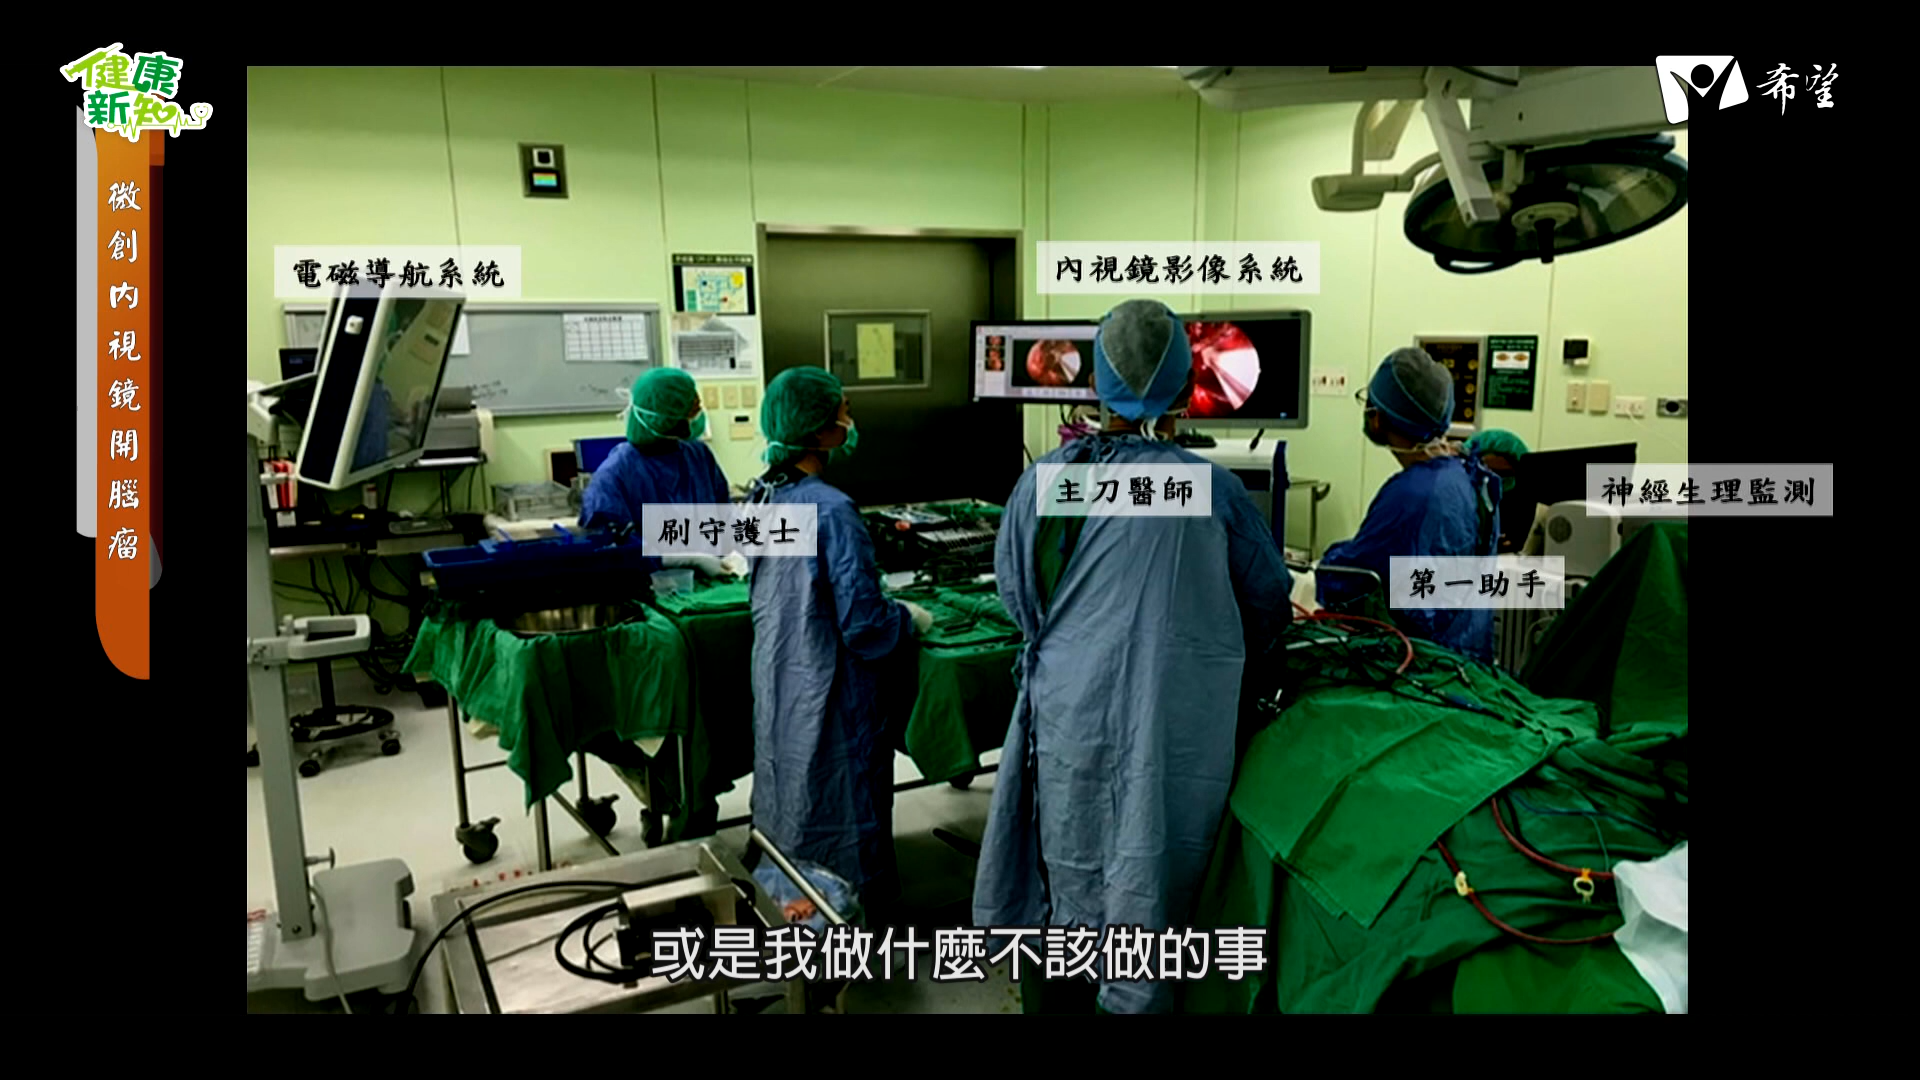 健康
新知
希望
微創內視鏡開腦瘤
電磁導航系統
內視鏡影像系統
主刀醫師
神經生理監測
刷守護士
第一助手
或是我做什麼不該做的事